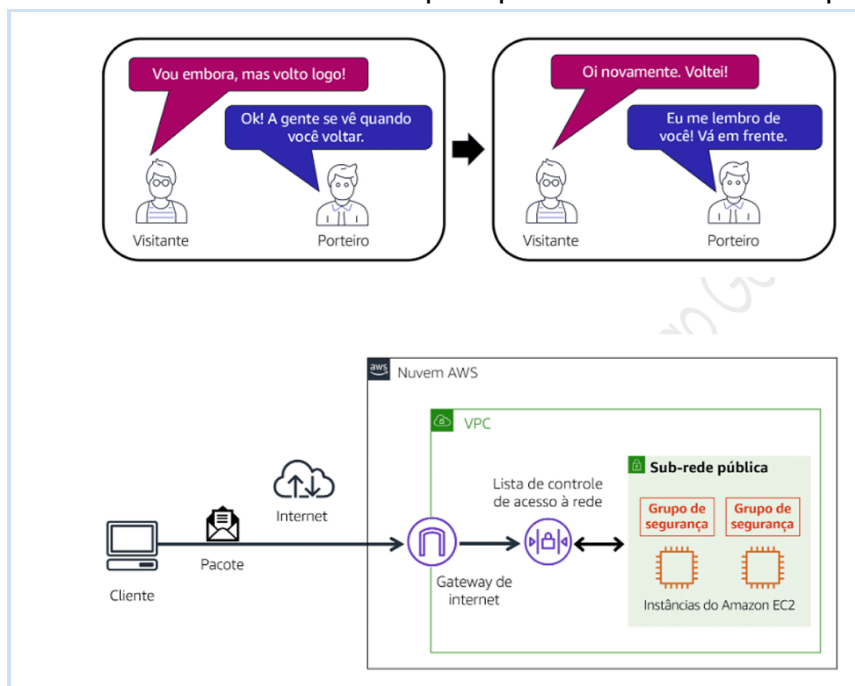 Vou embora, mas volto logo!
Ok! A gente se vê quando
você voltar.
Visitante
Porteiro
Oi novamente. Voltei!
Eu me lembro de
você! Vá em frente.
Visitante
Porteiro
aws
Nuvem AWS
VPC
Sub-rede pública
Lista de controle
de acesso à rede
Grupo de
segurança
Grupo de
segurança
Internet
Pacote
Cliente
Gateway de
internet
Instâncias do Amazon EC2